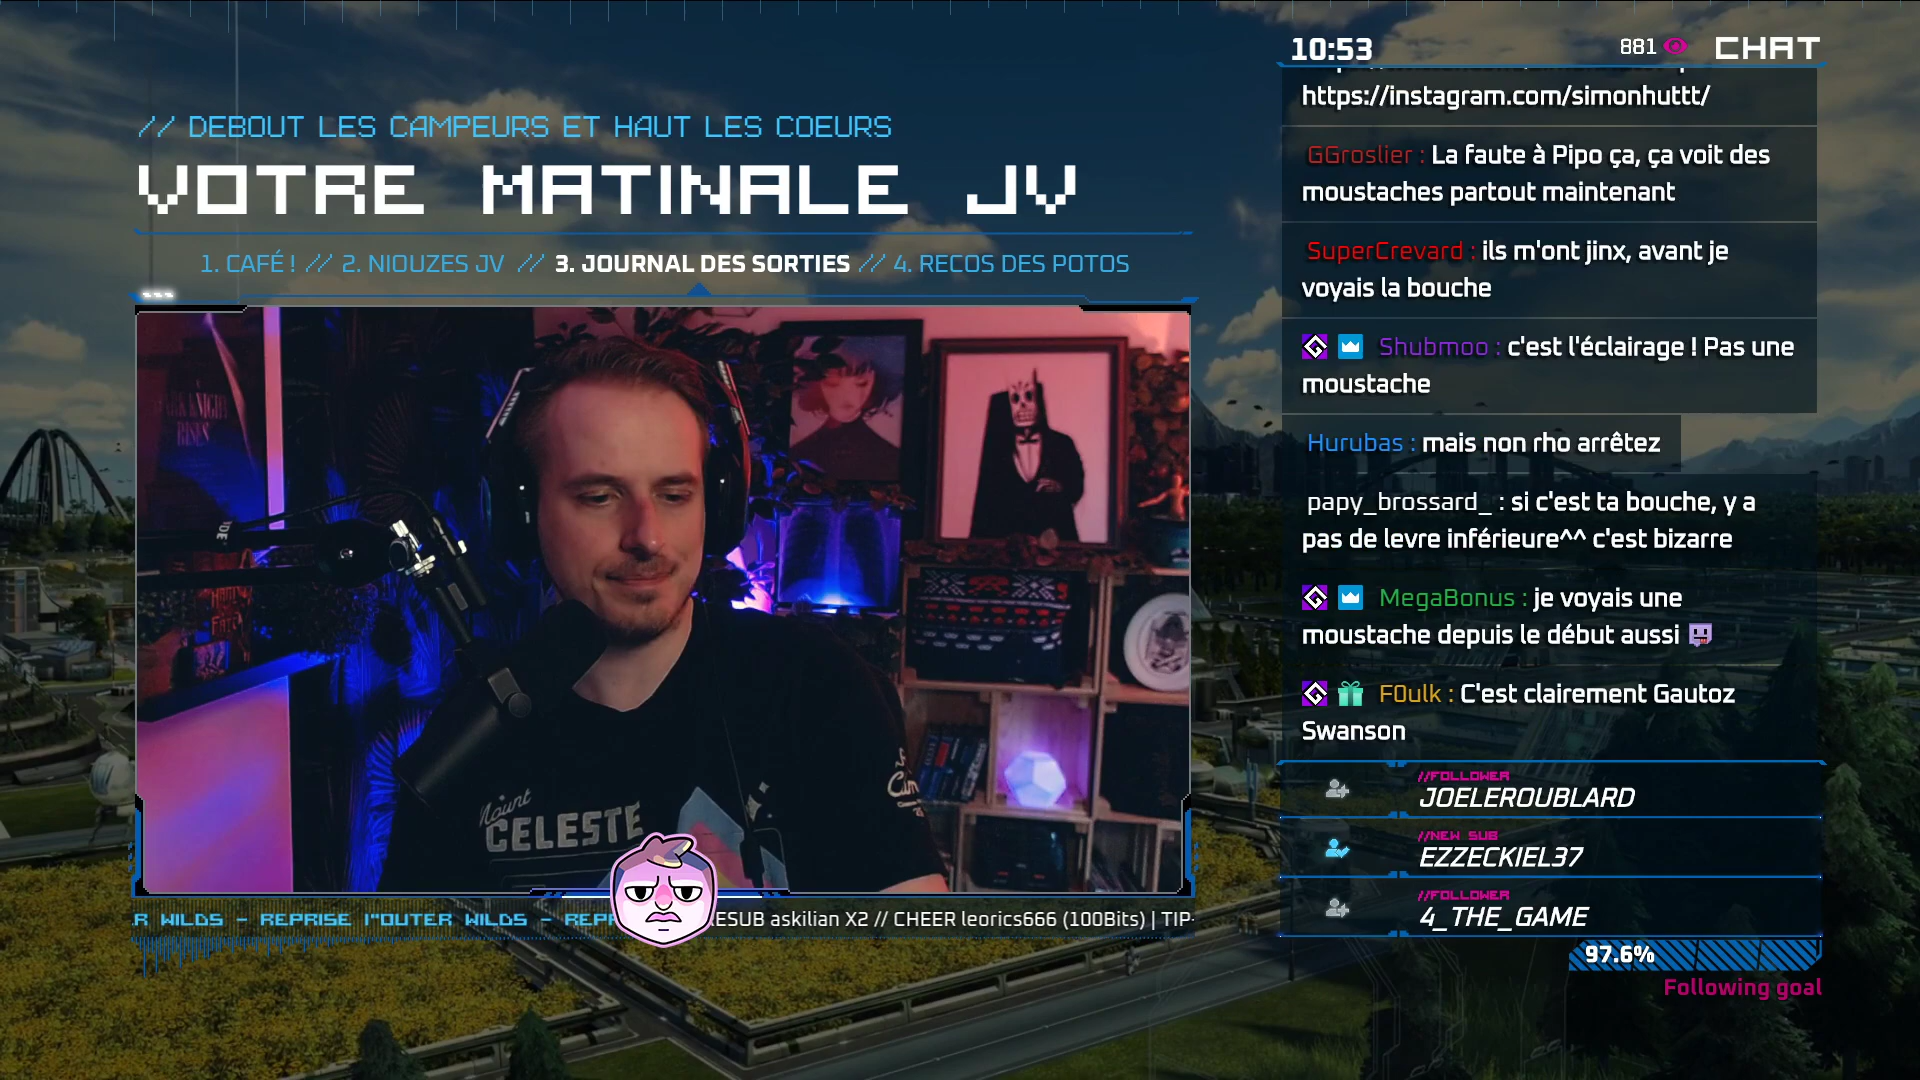 // DEBOUT LES CAMPEURS ET HAUT LES COEURS
VOTRE MATINALE JV
1. CAFÉ ! // 2. NIOUZES JV // 3. JOURNAL DES SORTIES // 4. RECOS DES POTOS
10:53
881
CHAT
https://instagram.com/simonhuttt/
GGroslier : La faute à Pipo ça, ça voit des
moustaches partout maintenant
SuperCrevard : ils m'ont jinx, avant je
voyais la bouche
Shubmoo : c'est l'éclairage ! Pas une
moustache
Hurubas : mais non rho arrêtez
papy_brossard_ : si c'est ta bouche, y a
pas de levre inférieure^^ c'est bizarre
MegaBonus : je voyais une
moustache depuis le début aussi
F0ulk : C'est clairement Gautoz
Swanson
//FOLLOWER
JOELEROUBLARD
//NEW SUB
EZZECKIEL37
//FOLLOWER
4_THE_GAME
97.6%
Following goal
DARK KNIGHT
RISES
Mount
CELESTE
R WILDS - REPRISE I"OUTER WILDS - REPR
ESUB askilian X2 // CHEER leorics666 (100Bits) | TIP-